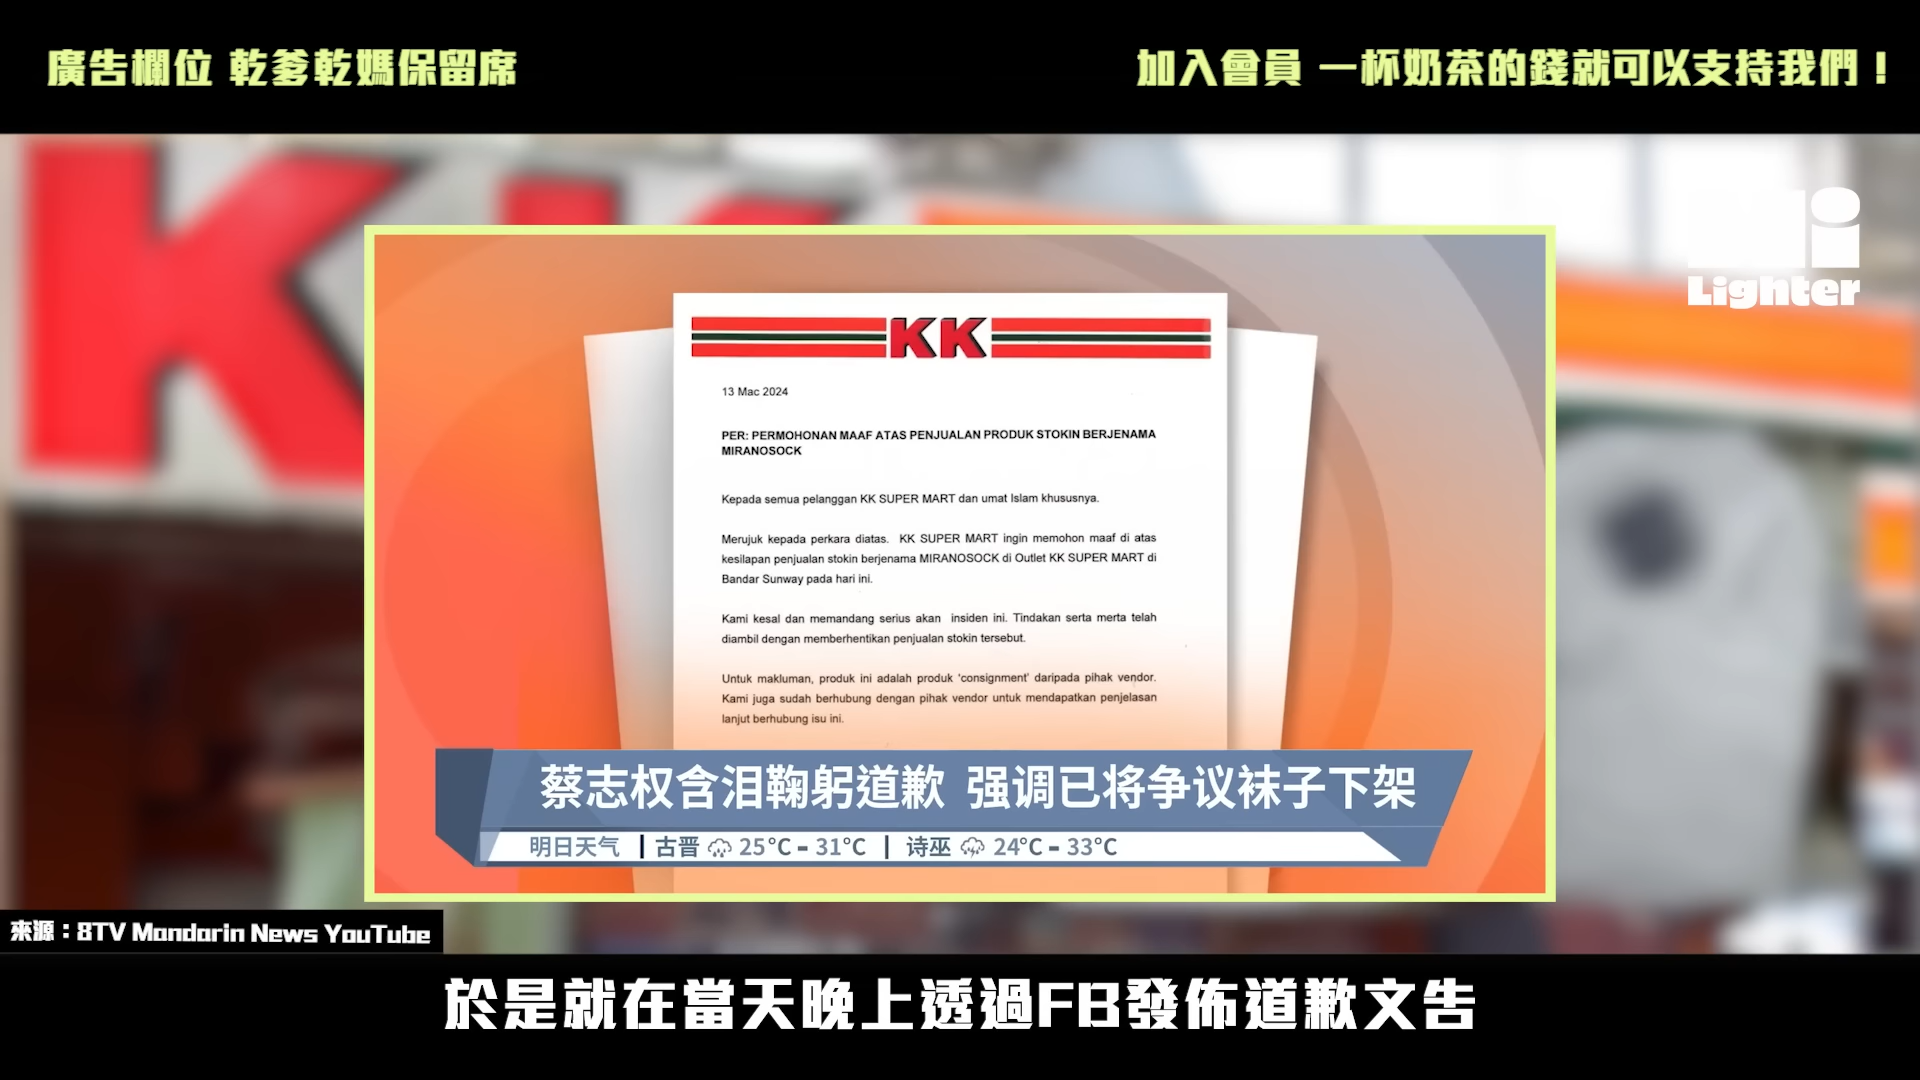 廣告欄位 乾爹乾媽保留席
加入會員 一杯奶茶的錢就可以支持我們！
Lighter
KK
13 Mac 2024
PER: PERMOHONAN MAAF ATAS PENJUALAN PRODUK STOKIN BERJENAMA
MIRANOSOCK
Kepada semua pelanggan KK SUPER MART dan umat Islam khususnya.
Merujuk kepada perkara diatas. KK SUPER MART ingin memohon maaf di atas
kesilapan penjualan stokin berjenama MIRANOSOCK di Outlet KK SUPER MART di
Bandar Sunway pada hari ini.
Kami kesal dan memandang serius akan insiden ini. Tindakan serta merta telah
diambil dengan memberhentikan penjualan stokin tersebut.
Untuk makluman, produk ini adalah produk ‘consignment’ daripada pihak vendor.
Kami juga sudah berhubung dengan pihak vendor untuk mendapatkan penjelasan
lanjut berhubung isu ini.
蔡志权含泪鞠躬道歉 强调已将争议袜子下架
明日天气 | 古晋 25°C - 31°C | 诗巫 24°C - 33°C
來源：8TV Mandarin News YouTube
於是就在當天晚上透過FB發佈道歉文告